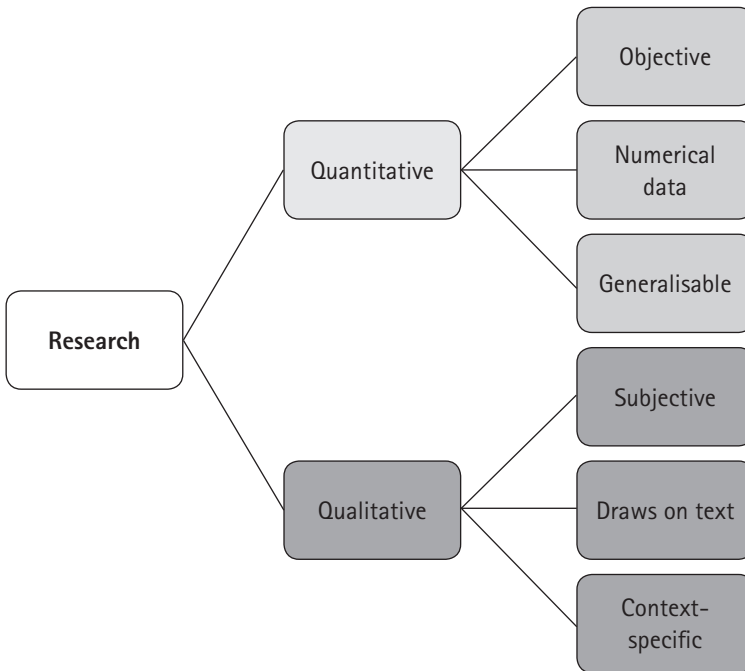 Research
Quantitative
Objective
Numerical
data
Generalisable
Qualitative
Subjective
Draws on text
Context-
specific